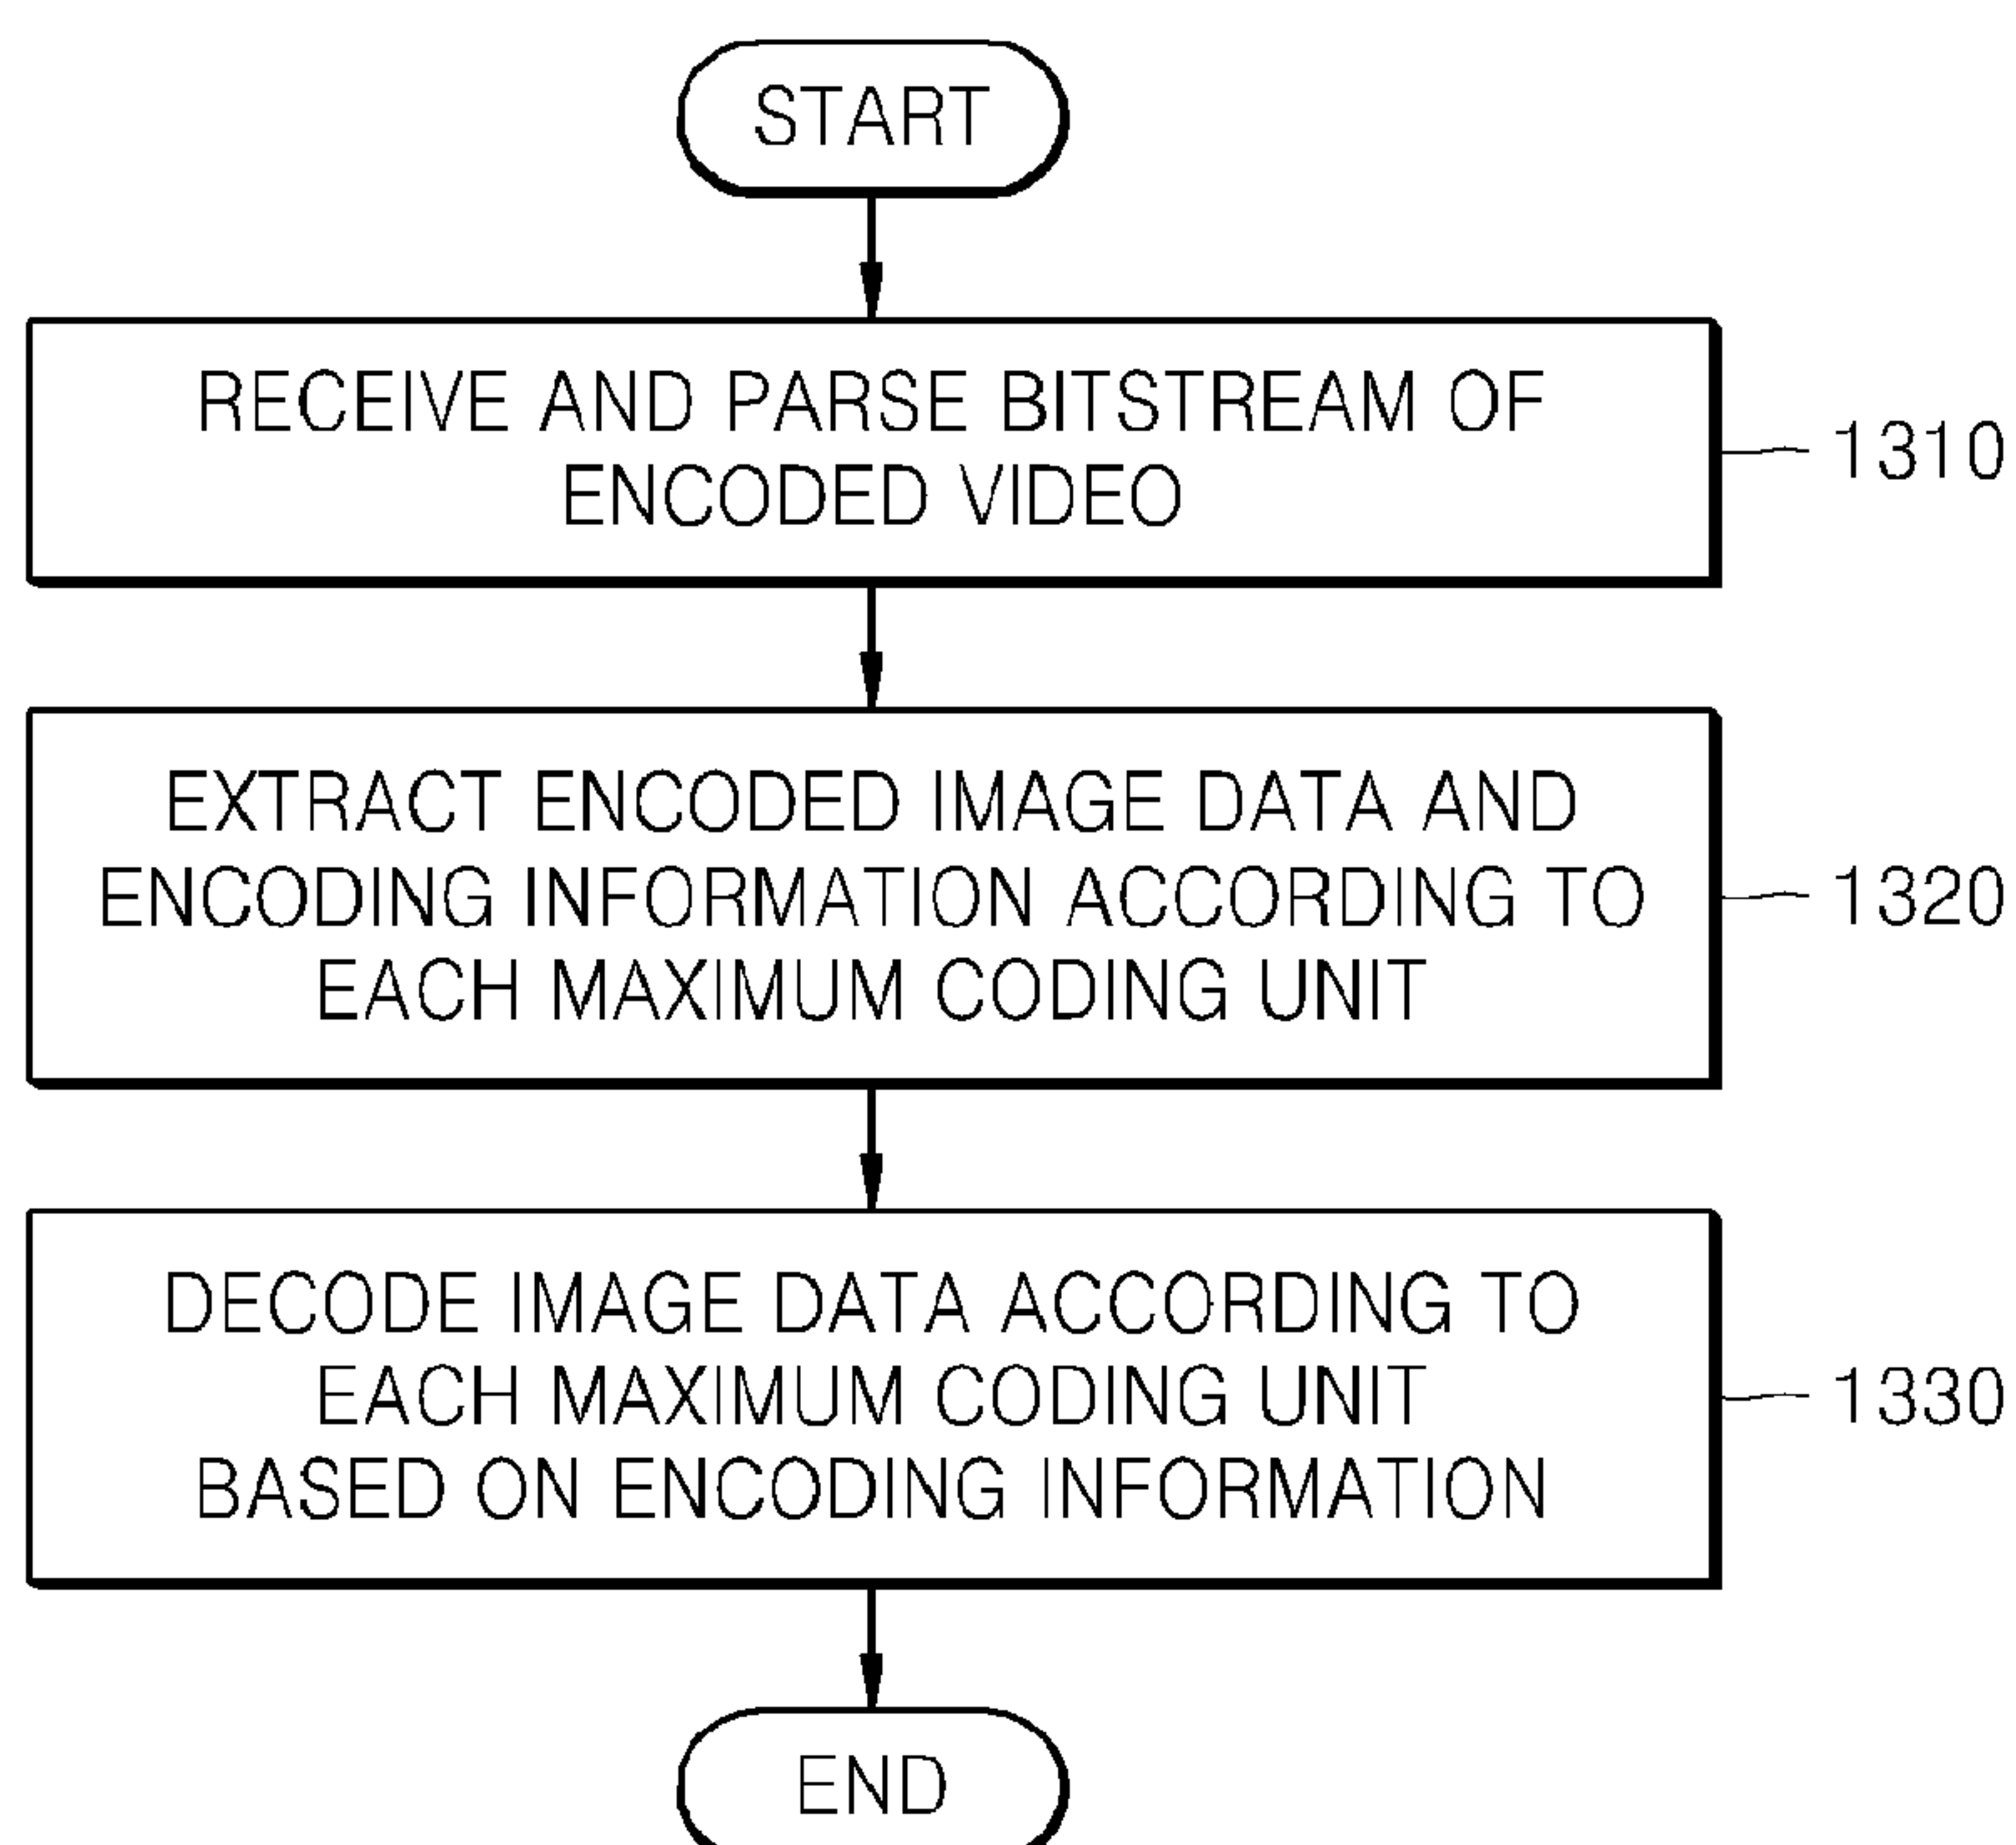 START
RECEIVE AND PARSE BITSTREAM OF
ENCODED VIDEO
1310
EXTRACT ENCODED IMAGE DATA AND
ENCODING INFORMATION ACCORDING TO
EACH MAXIMUM CODING UNIT
1320
DECODE IMAGE DATA ACCORDING TO
EACH MAXIMUM CODING UNIT
BASED ON ENCODING INFORMATION
1330
END